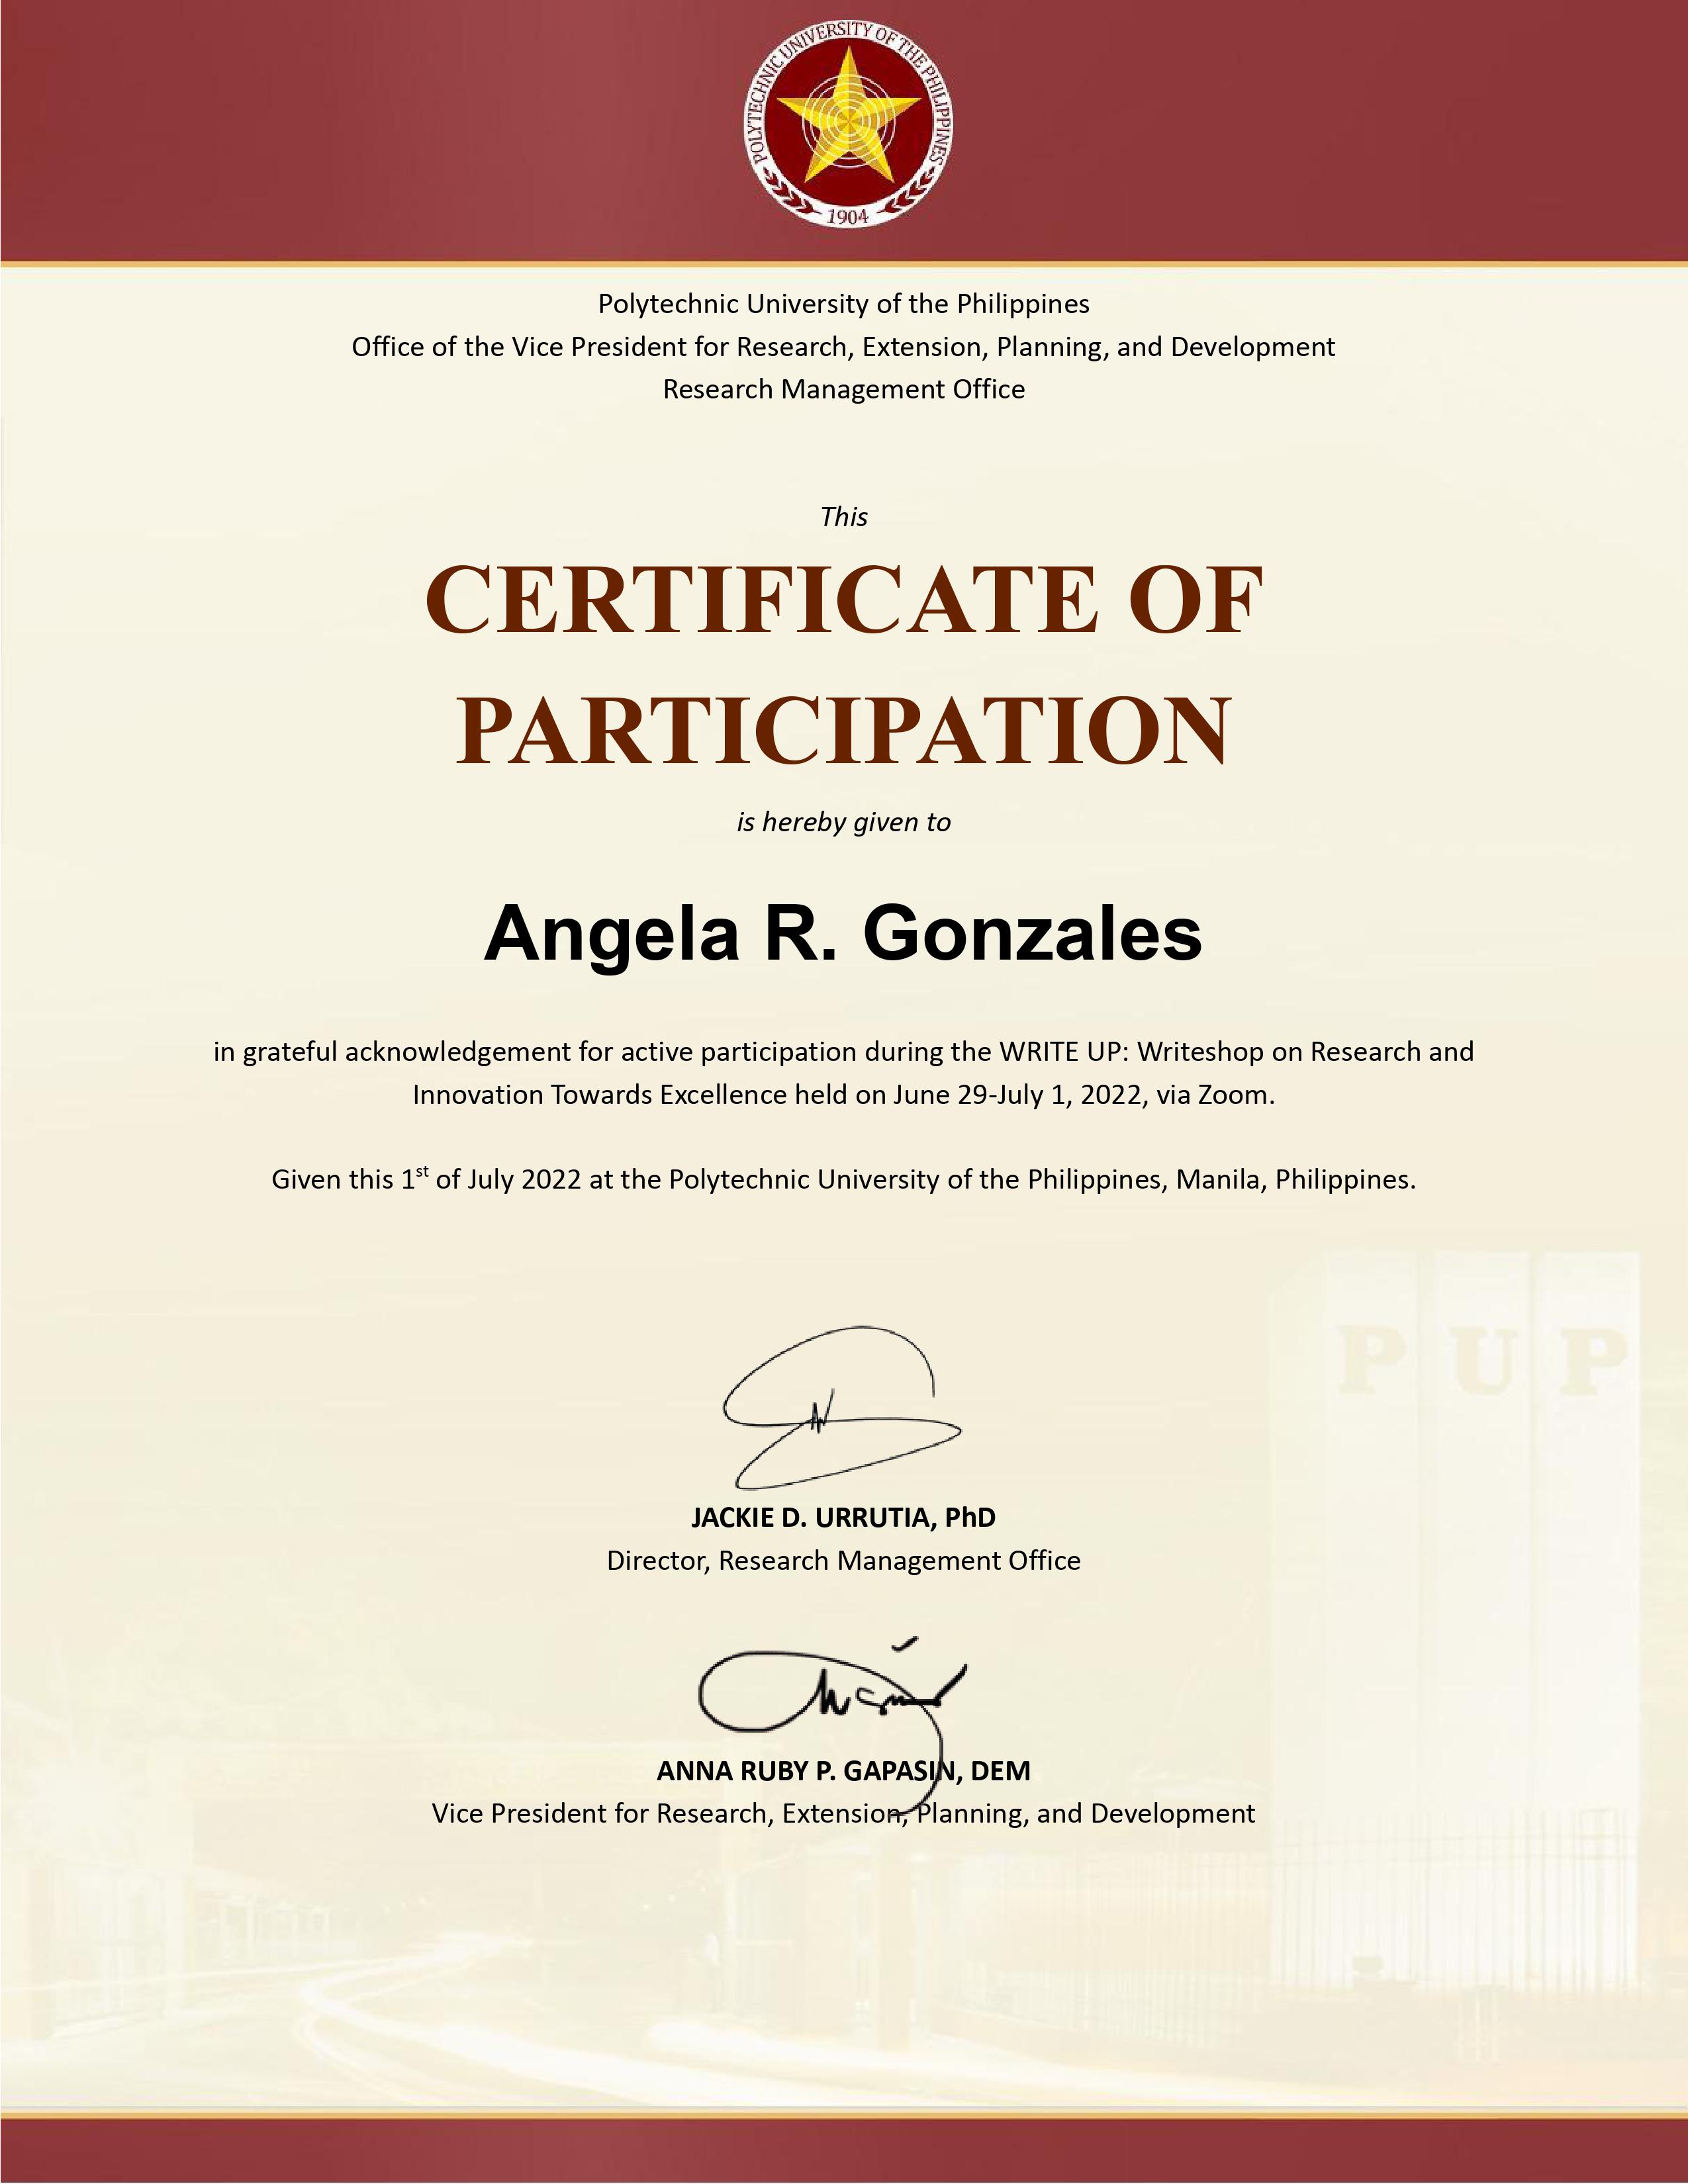 POLYTECHNIC UNIVERSITY OF THE PHILIPPINES
1904
Polytechnic University of the Philippines
Office of the Vice President for Research, Extension, Planning, and Development
Research Management Office
This
CERTIFICATE OF
PARTICIPATION
is hereby given to
Angela R. Gonzales
in grateful acknowledgement for active participation during the WRITE UP: Writeshop on Research and
Innovation Towards Excellence held on June 29-July 1, 2022, via Zoom.
Given this 1st of July 2022 at the Polytechnic University of the Philippines, Manila, Philippines.
P U P
JACKIE D. URRUTIA, PhD
Director, Research Management Office
ANNA RUBY P. GAPASIN, DEM
Vice President for Research, Extension, Planning, and Development